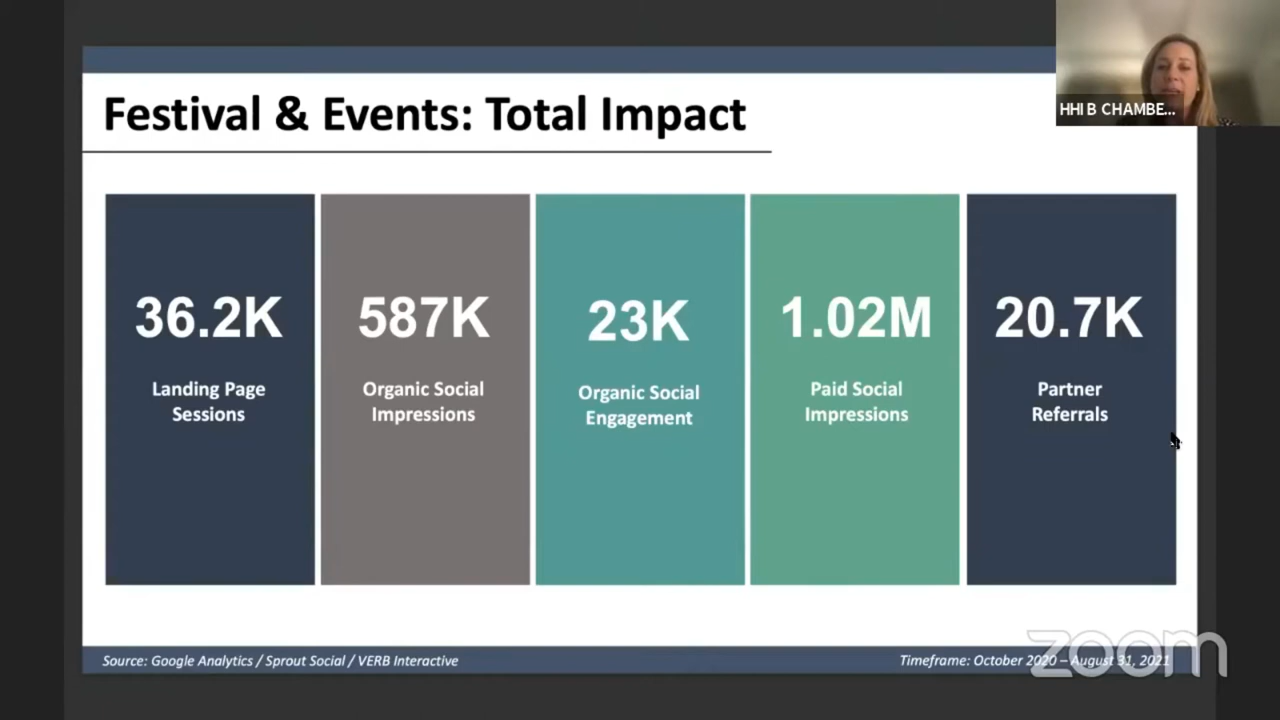 Festival & Events: Total Impact
HHI B CHAMBE...
36.2K
Landing Page
Sessions
587K
Organic Social
Impressions
23K
Organic Social
Engagement
1.02M
Paid Social
Impressions
20.7K
Partner
Referrals
Source: Google Analytics / Sprout Social / VERB Interactive
Timeframe: October 2020 – August 31, 2021
zoom